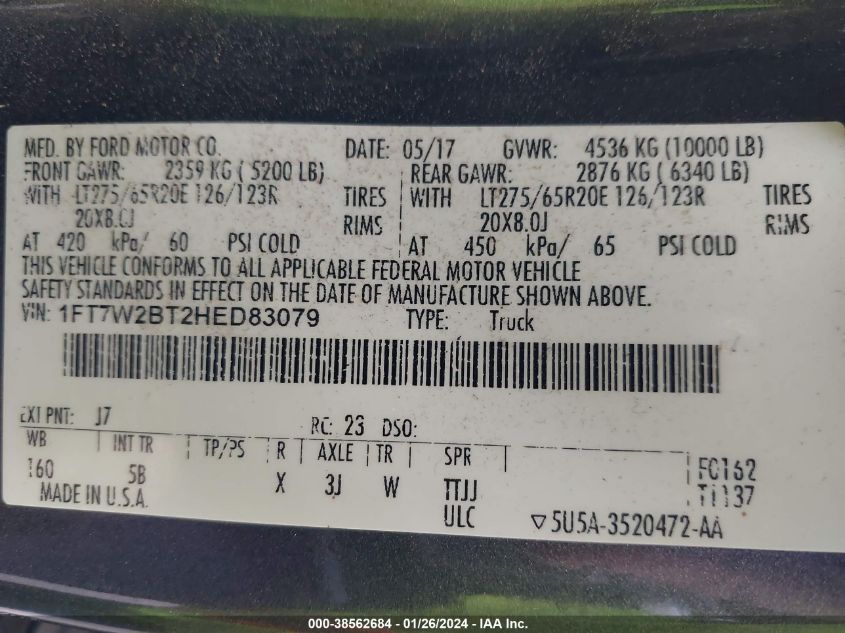 MFD. BY FORD MOTOR CO. DATE: 05/17 GVWR: 4536 KG (10000 LB)
FRONT GAWR: 2359 KG ( 5200 LB) REAR GAWR: 2876 KG ( 6340 LB)
WITH LT275/65R20E 126/123R TIRES WITH LT275/65R20E 126/123R TIRES
20X8.0J RIMS 20X8.0J RIMS
AT 420 kPa/ 60 PSI COLD AT 450 kPa/ 65 PSI COLD
THIS VEHICLE CONFORMS TO ALL APPLICABLE FEDERAL MOTOR VEHICLE
SAFETY STANDARDS IN EFFECT ON THE DATE OF MANUFACTURE SHOWN ABOVE.
VIN: 1FT7W2BT2HED83079 TYPE: Truck
EXT PNT: J7 RC: 23 DSO:
WB INT TR TP/PS R AXLE TR SPR
160 5B X 3J W TTJJ FC162
MADE IN U.S.A. ULC T1137
▽5U5A-3520472-AA
000-38562684 - 01/26/2024 - IAA Inc.